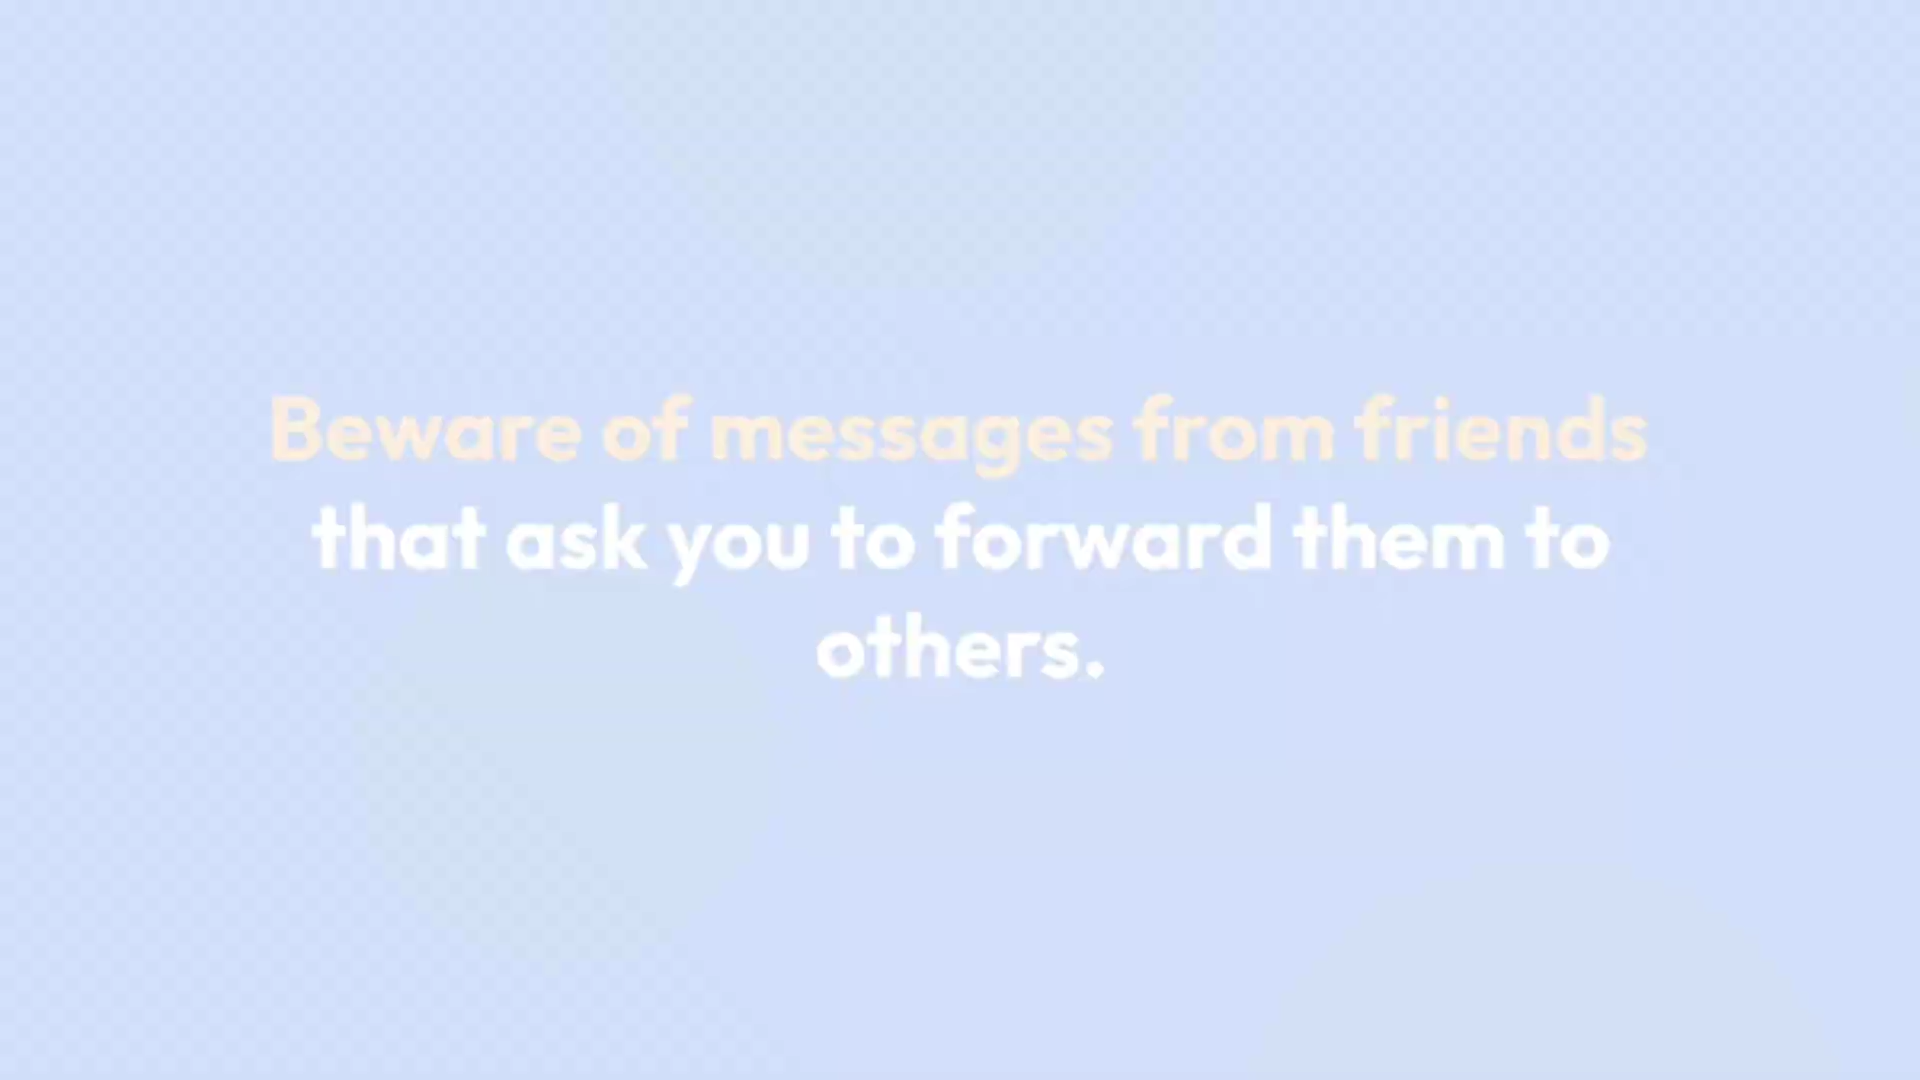 Beware of messages from friends
that ask you to forward them to
others.